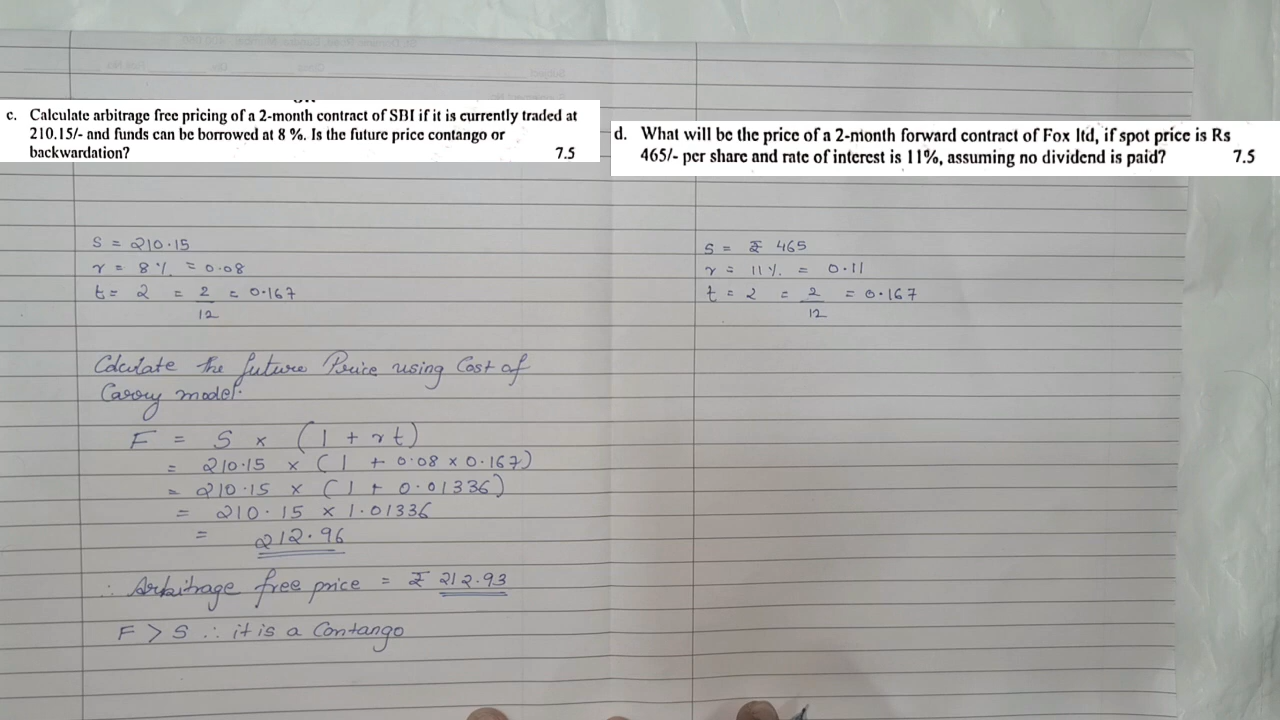 c. Calculate arbitrage free pricing of a 2-month contract of SBI if it is currently traded at
210.15/- and funds can be borrowed at 8 %. Is the future price contango or
backwardation? 7.5
S = 210.15
r = 8 % = 0.08
t = 2 = 2/12 = 0.167
Calculate the future Price using Cost of
Carry model.
F = S × (1 + rt)
= 210.15 × (1 + 0.08 × 0.167)
= 210.15 × (1 + 0.01336)
= 210.15 × 1.01336
= 212.96
∴ Arbitrage free price = ₹ 212.93
F > S ∴ it is a Contango
d. What will be the price of a 2-month forward contract of Fox ltd, if spot price is Rs
465/- per share and rate of interest is 11%, assuming no dividend is paid? 7.5
S = ₹ 465
r = 11 % = 0.11
t = 2 = 2/12 = 0.167